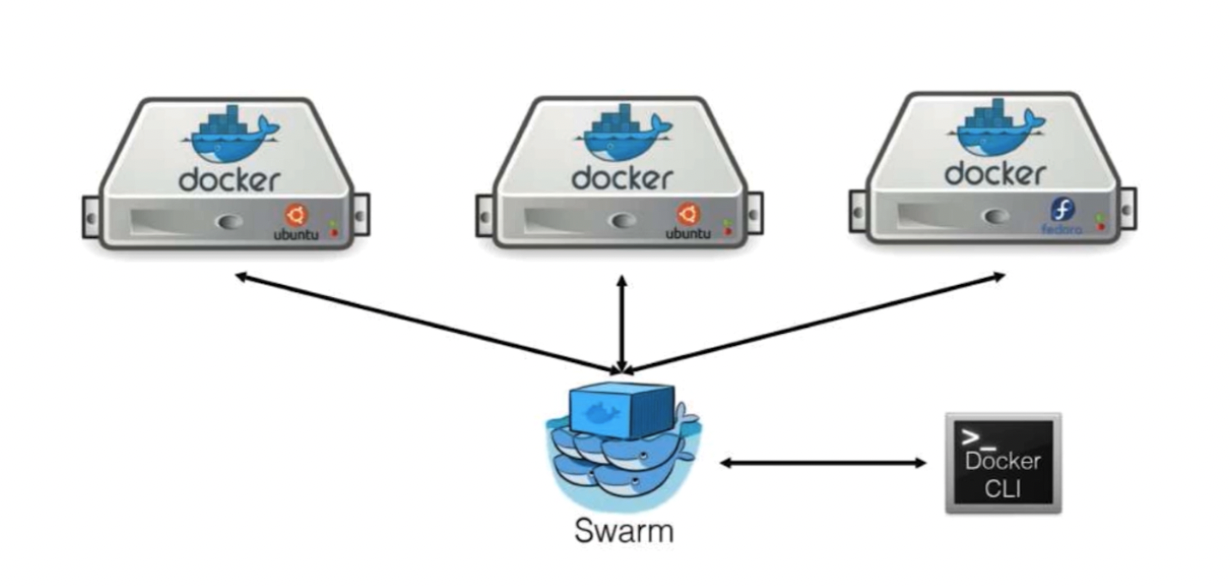 docker
ubuntu
docker
ubuntu
docker
fedora
Swarm
>_
Docker
CLI